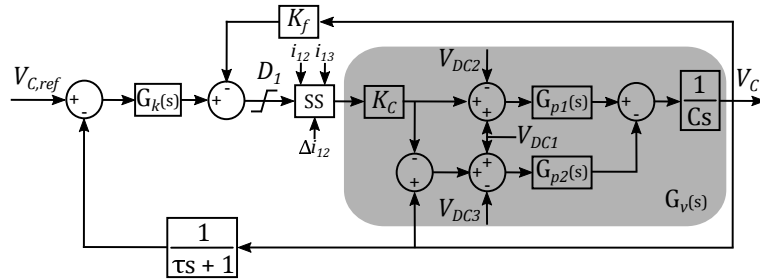 K_f
i_12 i_13
V_DC2
V_C,ref
D_1
V_C
+
-
G_k(s)
+
-
SS
K_C
-
+
G_p1(s)
+
-
1
Cs
Δi_12
+
V_DC1
-
+
+
-
G_p2(s)
V_DC3
G_v(s)
1
τs + 1